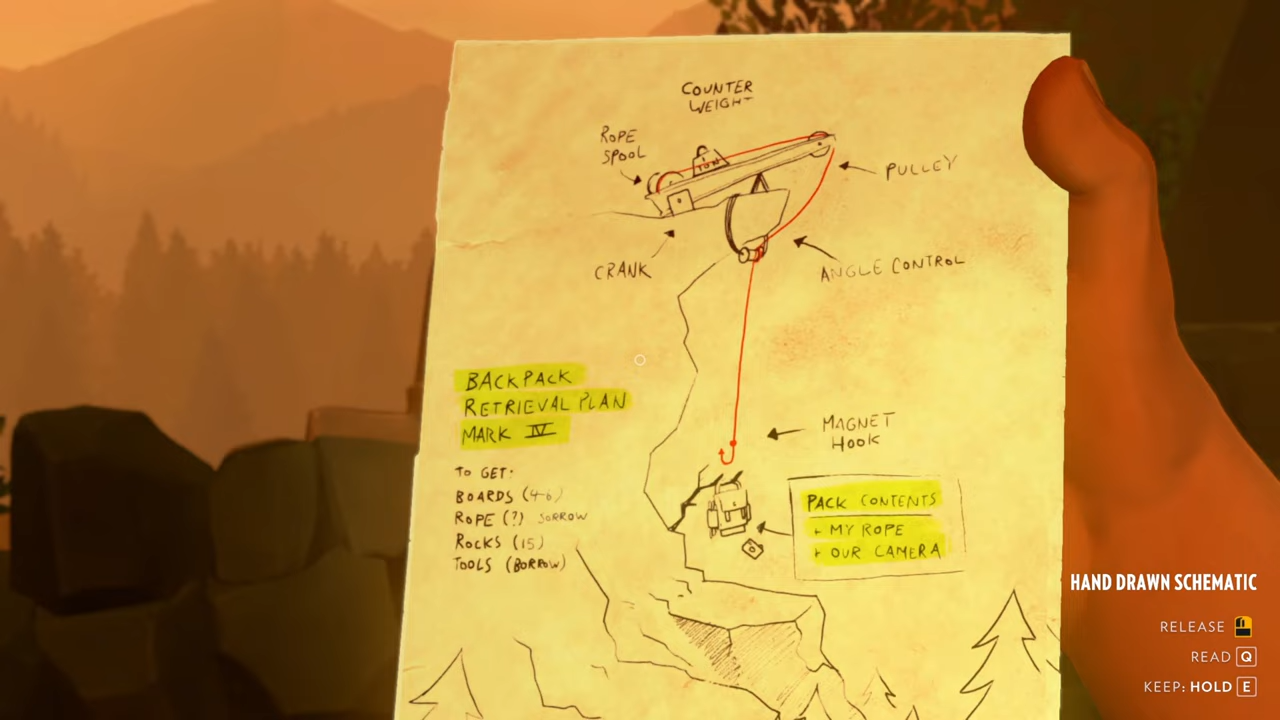 COUNTER
WEIGHT
ROPE
SPOOL
TON
PULLEY
CRANK
ANGLE CONTROL
BACKPACK
RETRIEVAL PLAN
MARK IV
MAGNET
HOOK
TO GET:
BOARDS (4-6)
ROPE (?) BORROW
ROCKS (15)
TOOLS (BORROW)
PACK CONTENTS
+ MY ROPE
+ OUR CAMERA
HAND DRAWN SCHEMATIC
RELEASE
READ Q
KEEP: HOLD E